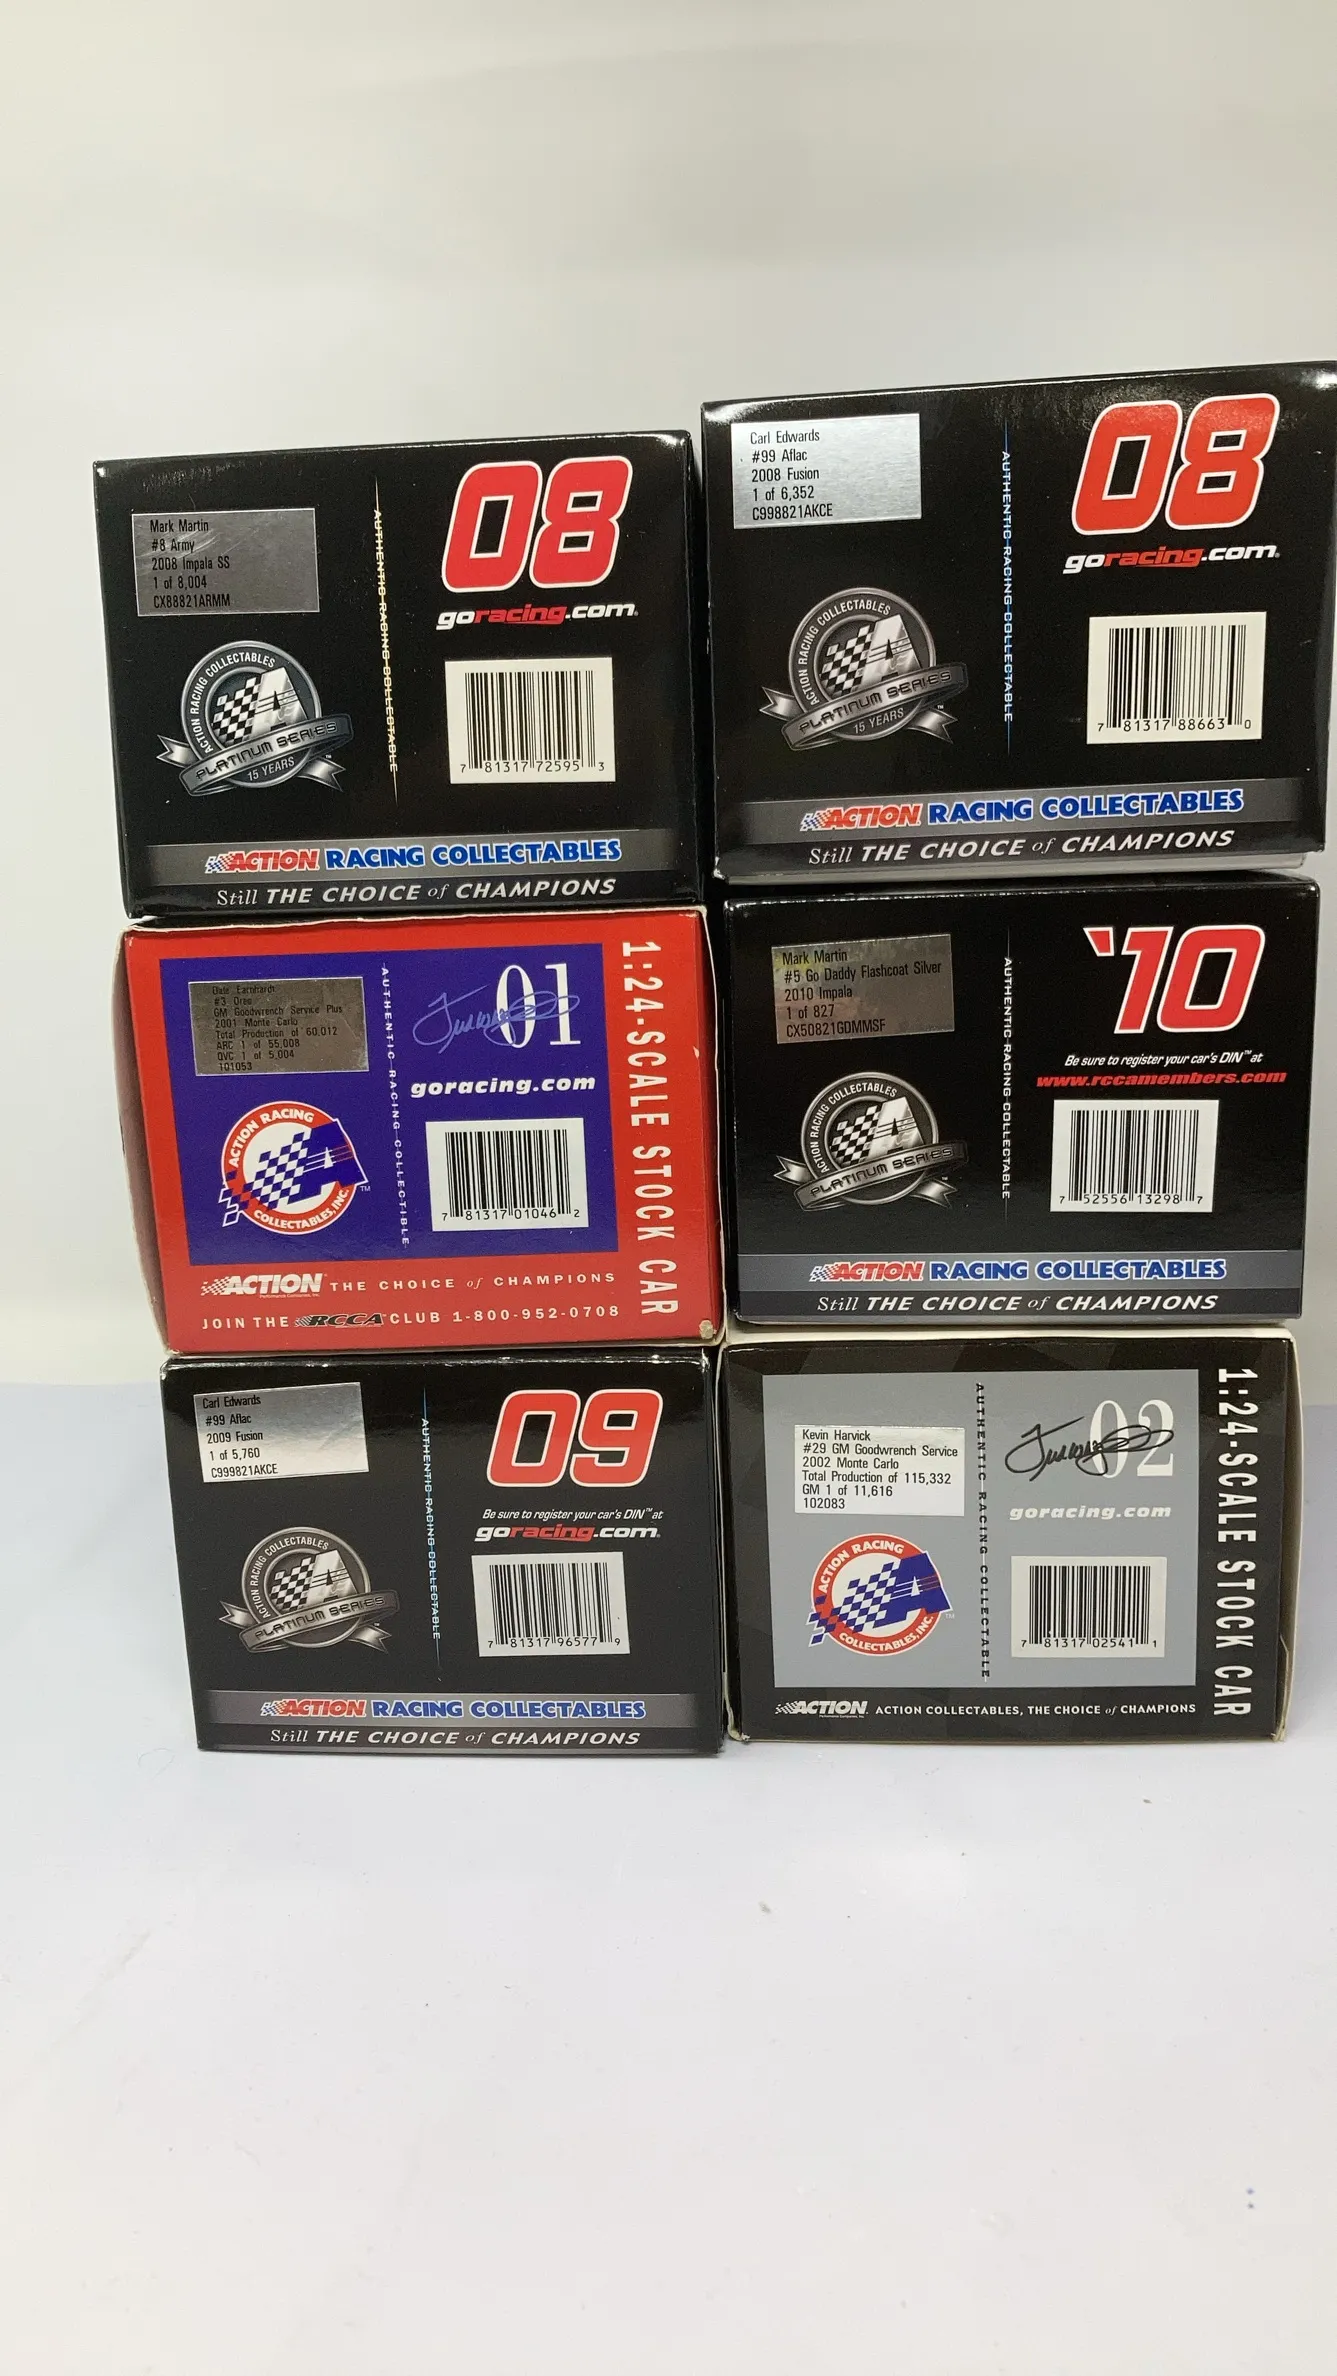 Mark Martin
#8 Army
2008 Impala SS
1 of 8,004
CX88821ARMM
AUTHENTIC RACING COLLECTABLE
08
goracing.com
ACTION RACING COLLECTABLES
PLATINUM SERIES
15 YEARS
7 81317 72595 3
ACTION RACING COLLECTABLES
Still THE CHOICE of CHAMPIONS
Carl Edwards
#99 Aflac
2008 Fusion
1 of 6,352
C998821AKCE
AUTHENTIC RACING COLLECTABLE
08
goracing.com
ACTION RACING COLLECTABLES
PLATINUM SERIES
15 YEARS
7 81317 88663 0
ACTION RACING COLLECTABLES
Still THE CHOICE of CHAMPIONS
Dale Earnhardt
#3 Oreo
GM Goodwrench Service Plus
2001 Monte Carlo
Total Production of 60,012
ARC 1 of 55,008
QVC 1 of 5,004
101053
AUTHENTIC RACING COLLECTIBLE
01
goracing.com
1:24-SCALE STOCK CAR
ACTION RACING
COLLECTABLES, INC.
7 81317 01046 2
ACTION THE CHOICE of CHAMPIONS
JOIN THE RCCA CLUB 1-800-952-0708
Mark Martin
#5 Go Daddy Flashcoat Silver
2010 Impala
1 of 827
CX50821GDMMSF
AUTHENTIC RACING COLLECTABLE
'10
Be sure to register your car's DIN™ at
www.rccamembers.com
ACTION RACING COLLECTABLES
PLATINUM SERIES
7 52556 13298 7
ACTION RACING COLLECTABLES
Still THE CHOICE of CHAMPIONS
Carl Edwards
#99 Aflac
2009 Fusion
1 of 5,760
C999821AKCE
AUTHENTIC RACING COLLECTABLE
09
Be sure to register your car's DIN™ at
goracing.com
ACTION RACING COLLECTABLES
PLATINUM SERIES
7 81317 96577 9
ACTION RACING COLLECTABLES
Still THE CHOICE of CHAMPIONS
Kevin Harvick
#29 GM Goodwrench Service
2002 Monte Carlo
Total Production of 115,332
GM 1 of 11,616
102083
AUTHENTIC RACING COLLECTABLE
02
goracing.com
1:24-SCALE STOCK CAR
ACTION RACING
COLLECTABLES, INC.
7 81317 02541 1
ACTION ACTION COLLECTABLES, THE CHOICE of CHAMPIONS